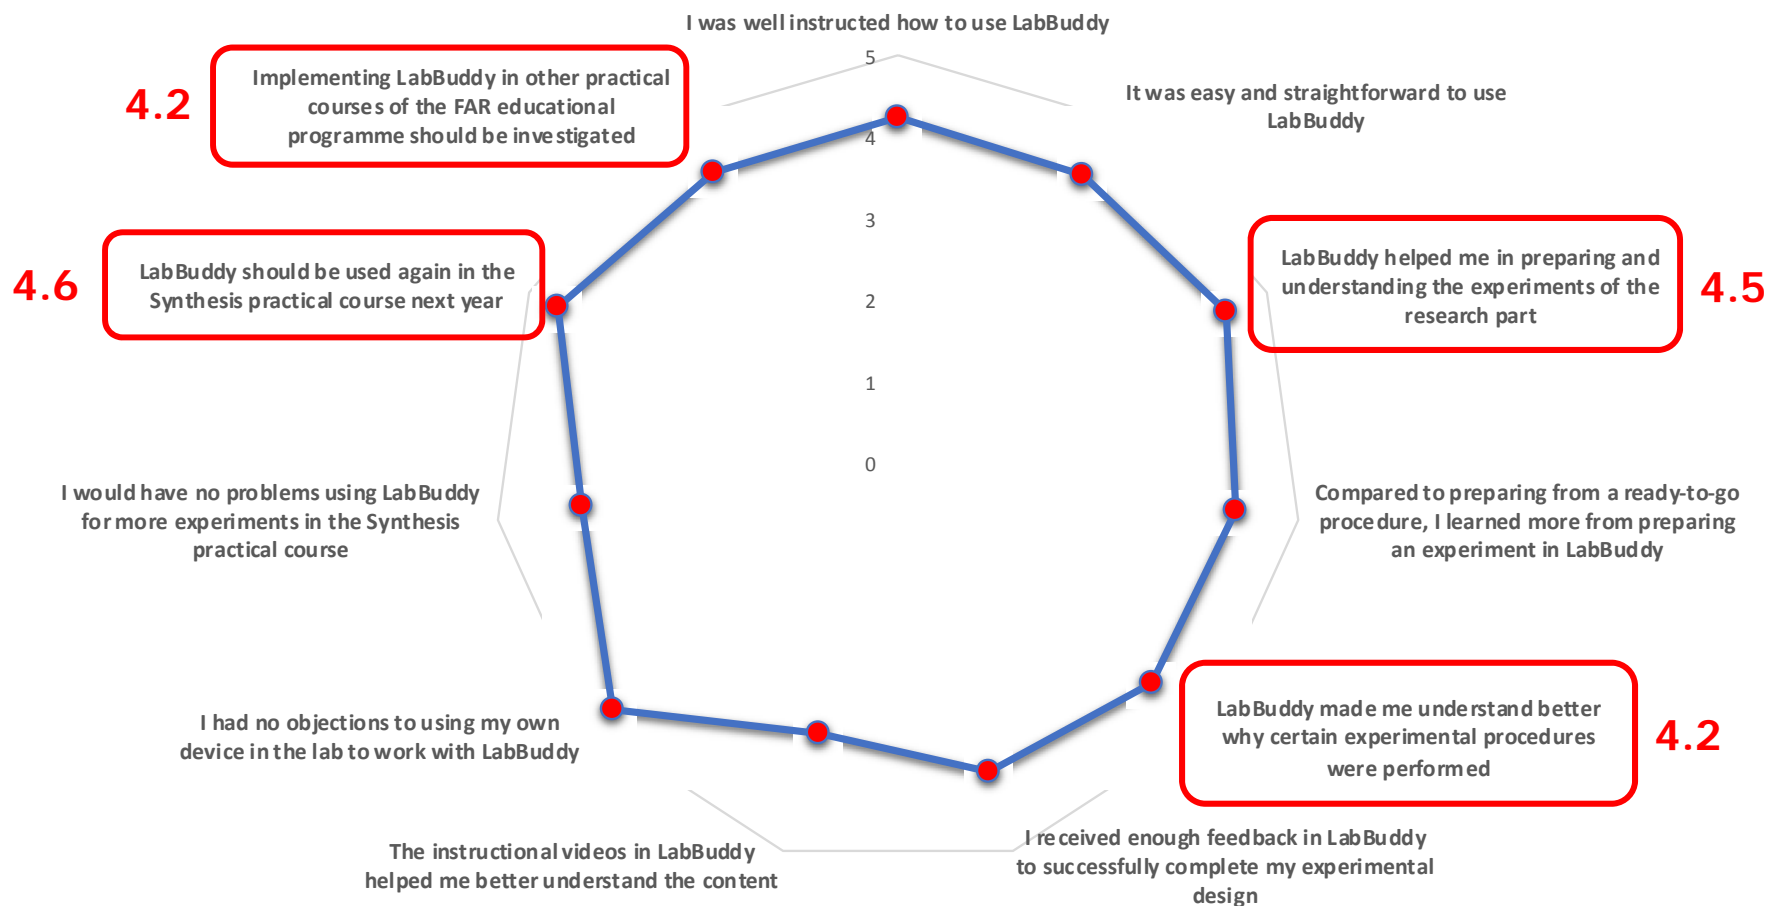 I was well instructed how to use LabBuddy
5
4.2
Implementing LabBuddy in other practical
courses of the FAR educational
programme should be investigated
It was easy and straightforward to use
LabBuddy
4
3
4.6
LabBuddy should be used again in the
Synthesis practical course next year
LabBuddy helped me in preparing and
understanding the experiments of the
research part
4.5
2
1
0
I would have no problems using LabBuddy
for more experiments in the Synthesis
practical course
Compared to preparing from a ready-to-go
procedure, I learned more from preparing
an experiment in LabBuddy
I had no objections to using my own
device in the lab to work with LabBuddy
LabBuddy made me understand better
why certain experimental procedures
were performed
4.2
The instructional videos in LabBuddy
helped me better understand the content
I received enough feedback in LabBuddy
to successfully complete my experimental
design